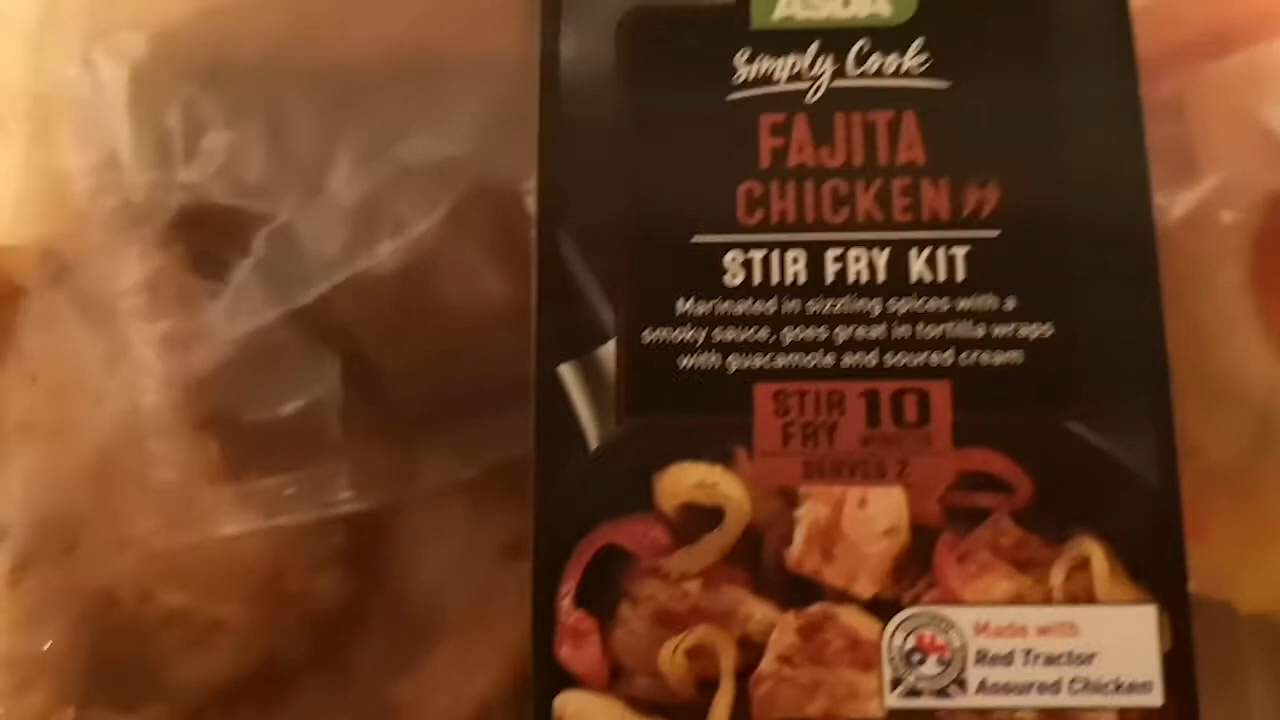 ASDA
Simply Cook
FAJITA
CHICKEN
STIR FRY KIT
Marinated in sizzling spices with a
smoky sauce, goes great in tortilla wraps
with guacamole and soured cream
STIR FRY 10
MINUTES
SERVES 2
Made with
Red Tractor
Assured Chicken